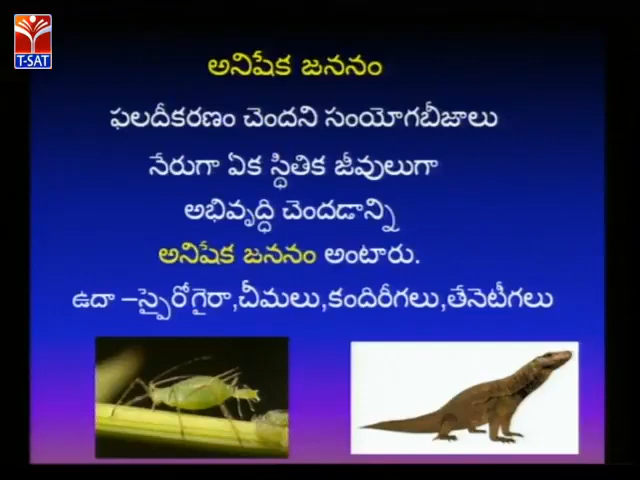 T-SAT
అనిషేక జననం
ఫలదీకరణం చెందని సంయోగబీజాలు
నేరుగా ఏక స్థితిక జీవులుగా
అభివృద్ధి చెందడాన్ని
అనిషేక జననం అంటారు.
ఉదా –స్పైరోగైరా,చీమలు,కందిరీగలు,తేనెటీగలు